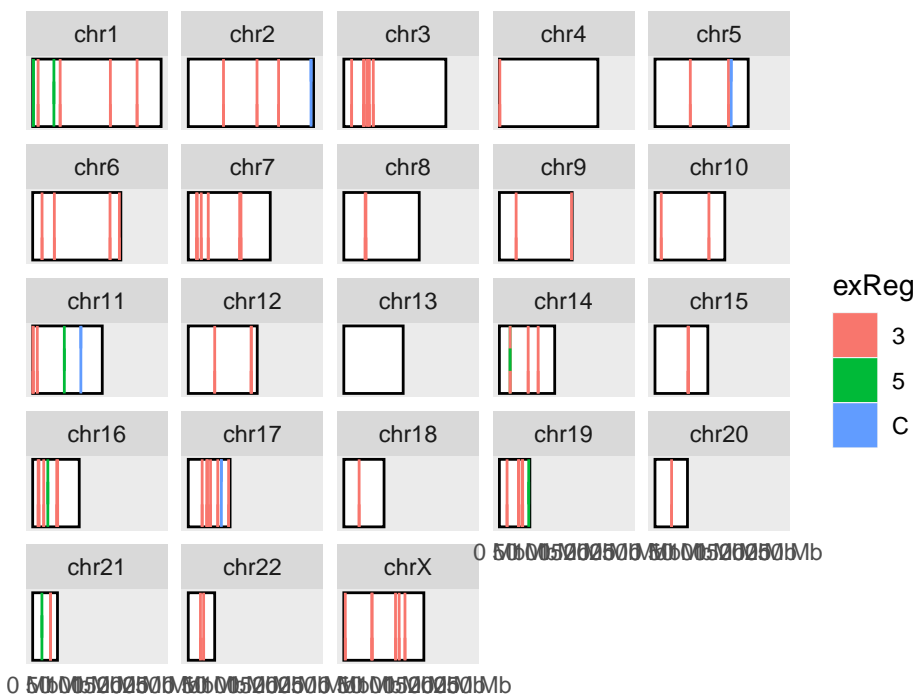 chr1 chr2 chr3 chr4 chr5
chr6 chr7 chr8 chr9 chr10
exReg
3
5
C
chr11 chr12 chr13 chr14 chr15
chr16 chr17 chr18 chr19 chr20
chr21 chr22 chrX